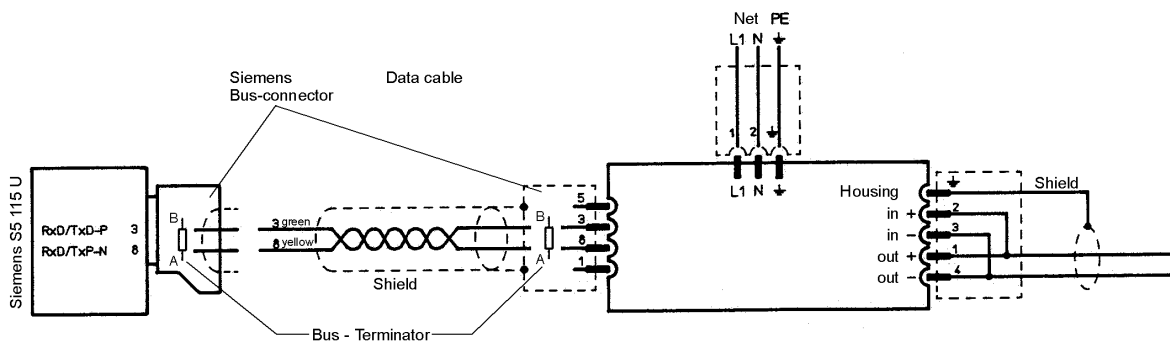 Net PE
L1 N
Siemens
Bus-connector
Data cable
1 2
L1 N
Siemens S5 115 U
RxD/TxD-P 3
RxD/TxP-N 8
B
A
3 green
8 yellow
Shield
B
A
5
3
8
1
Housing
in + 2
in - 3
out + 1
out - 4
Shield
Bus - Terminator